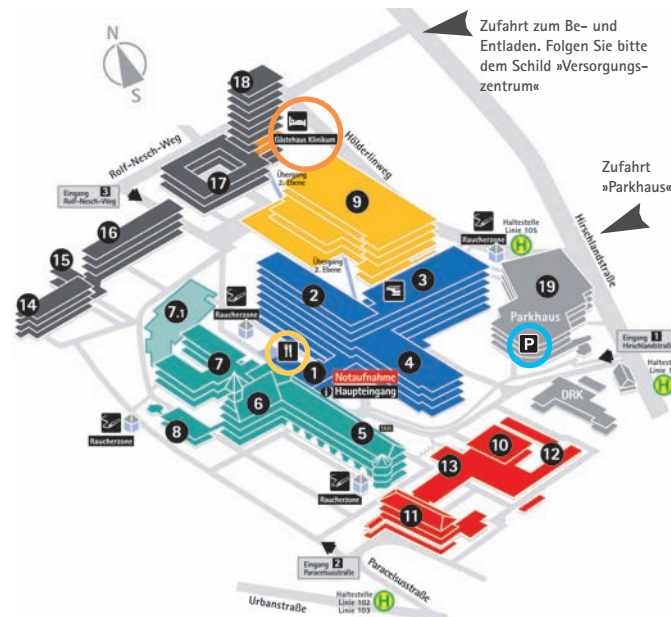 Zufahrt zum Be- und
Entladen. Folgen Sie bitte
dem Schild »Versorgungs-
zentrum«
N
S
18
Gästehaus Klinikum
Hölderlinweg
Rolf-Nesch-Weg
Zufahrt
»Parkhaus«
Eingang 3
Rolf-Nesch-Weg
17
Übergang
2. Ebene
9
Haltestelle
Linie 105
H
Raucherzone
Hirschlandstraße
16
15
14
Übergang
2. Ebene
3
2
19
Parkhaus
P
7.1
Raucherzone
7
1
4
Eingang 1
Hirschlandstraße
Haltestelle
Linie 1
H
Notaufnahme
i Haupteingang
DRK
6
8
Raucherzone
5
TAXI
10
12
13
Raucherzone
11
Eingang 2
Paracelsusstraße
Paracelsusstraße
Urbanstraße
Haltestelle
Linie 102
103
H